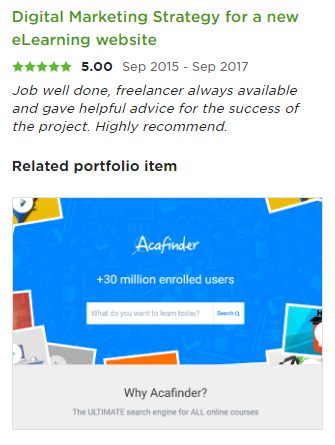 Digital Marketing Strategy for a new
eLearning website
5.00 Sep 2015 - Sep 2017
Job well done, freelancer always available
and gave helpful advice for the success of
the project. Highly recommend.
Related portfolio item
Acafinder
+30 million enrolled users
What do you want to learn today? Search
Why Acafinder?
The ULTIMATE search engine for ALL online courses